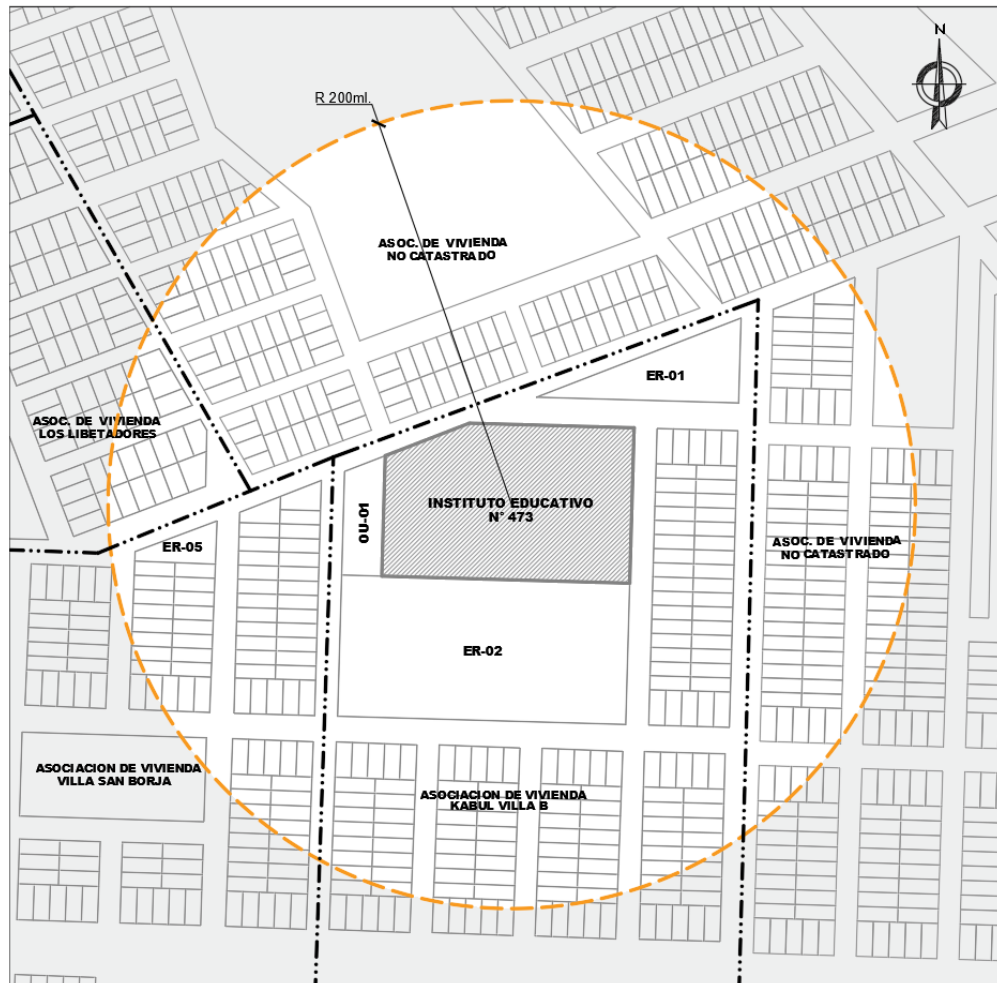 N
R 200ml.
ASOC. DE VIVIENDA
NO CATASTRADO
ER-01
ASOC. DE VIVIENDA
LOS LIBETADORES
INSTITUTO EDUCATIVO
N° 473
OU-01
ER-05
ASOC. DE VIVIENDA
NO CATASTRADO
ER-02
ASOCIACION DE VIVIENDA
VILLA SAN BORJA
ASOCIACION DE VIVIENDA
KABUL VILLA B